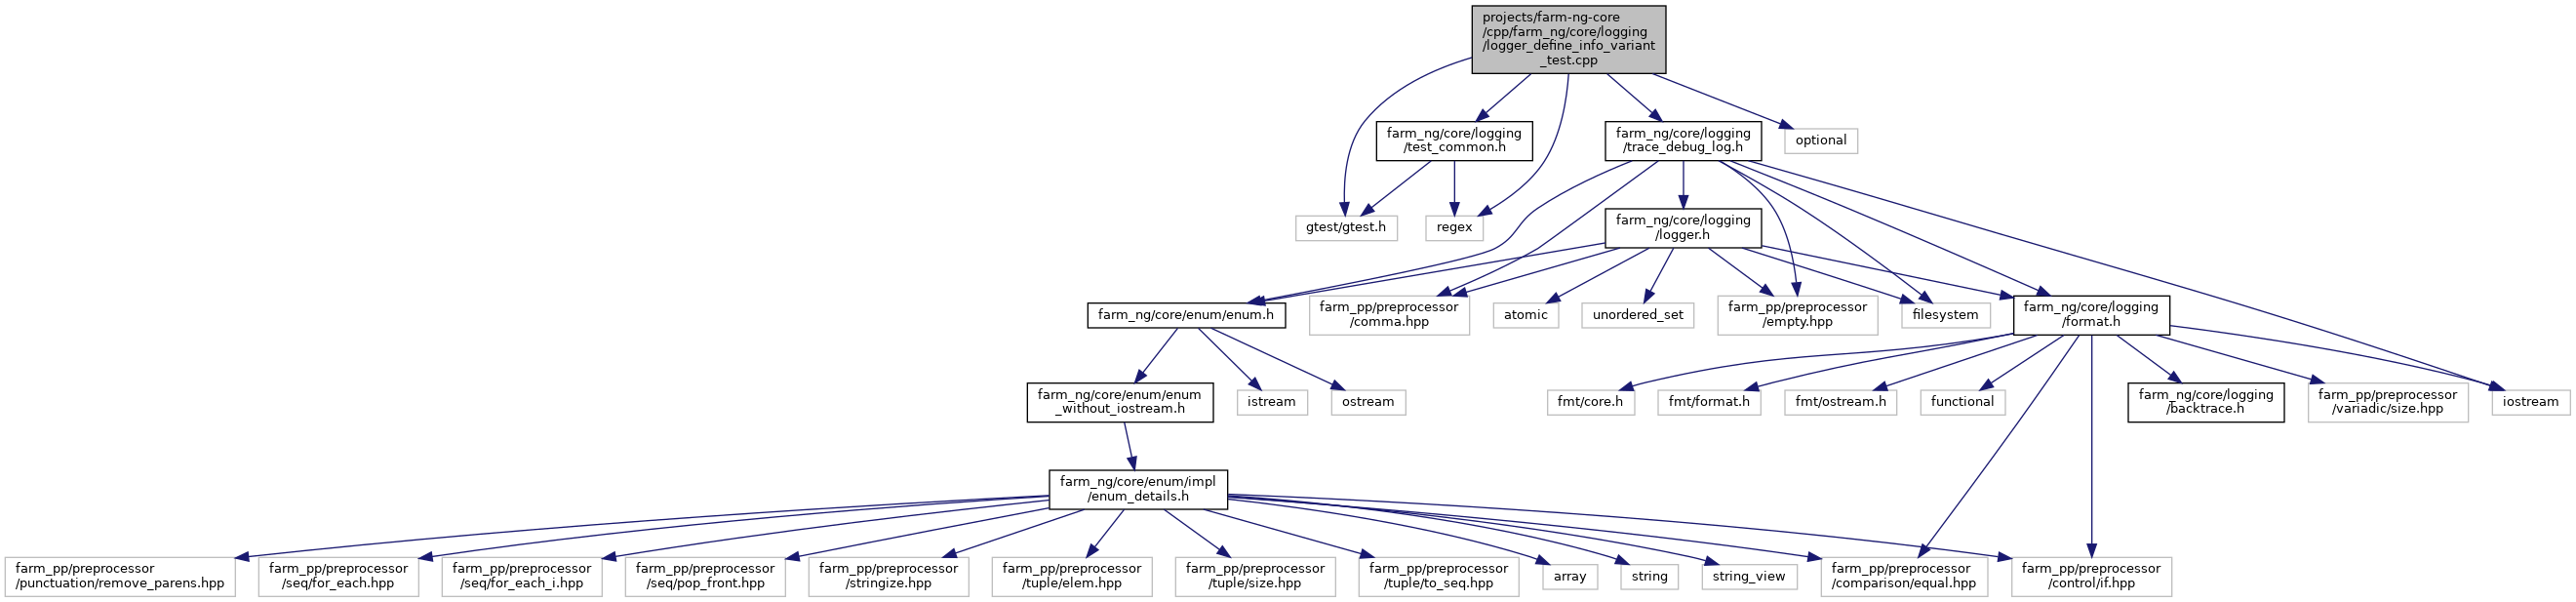 projects/farm-ng-core
/cpp/farm_ng/core/logging
/logger_define_info_variant
_test.cpp
farm_ng/core/logging
/test_common.h
farm_ng/core/logging
/trace_debug_log.h
optional
gtest/gtest.h
regex
farm_ng/core/logging
/logger.h
farm_ng/core/enum/enum.h
farm_pp/preprocessor
/comma.hpp
atomic
unordered_set
farm_pp/preprocessor
/empty.hpp
filesystem
farm_ng/core/logging
/format.h
farm_ng/core/enum/enum
_without_iostream.h
istream
ostream
fmt/core.h
fmt/format.h
fmt/ostream.h
functional
farm_ng/core/logging
/backtrace.h
farm_pp/preprocessor
/variadic/size.hpp
iostream
farm_ng/core/enum/impl
/enum_details.h
farm_pp/preprocessor
/punctuation/remove_parens.hpp
farm_pp/preprocessor
/seq/for_each.hpp
farm_pp/preprocessor
/seq/for_each_i.hpp
farm_pp/preprocessor
/seq/pop_front.hpp
farm_pp/preprocessor
/stringize.hpp
farm_pp/preprocessor
/tuple/elem.hpp
farm_pp/preprocessor
/tuple/size.hpp
farm_pp/preprocessor
/tuple/to_seq.hpp
array
string
string_view
farm_pp/preprocessor
/comparison/equal.hpp
farm_pp/preprocessor
/control/if.hpp